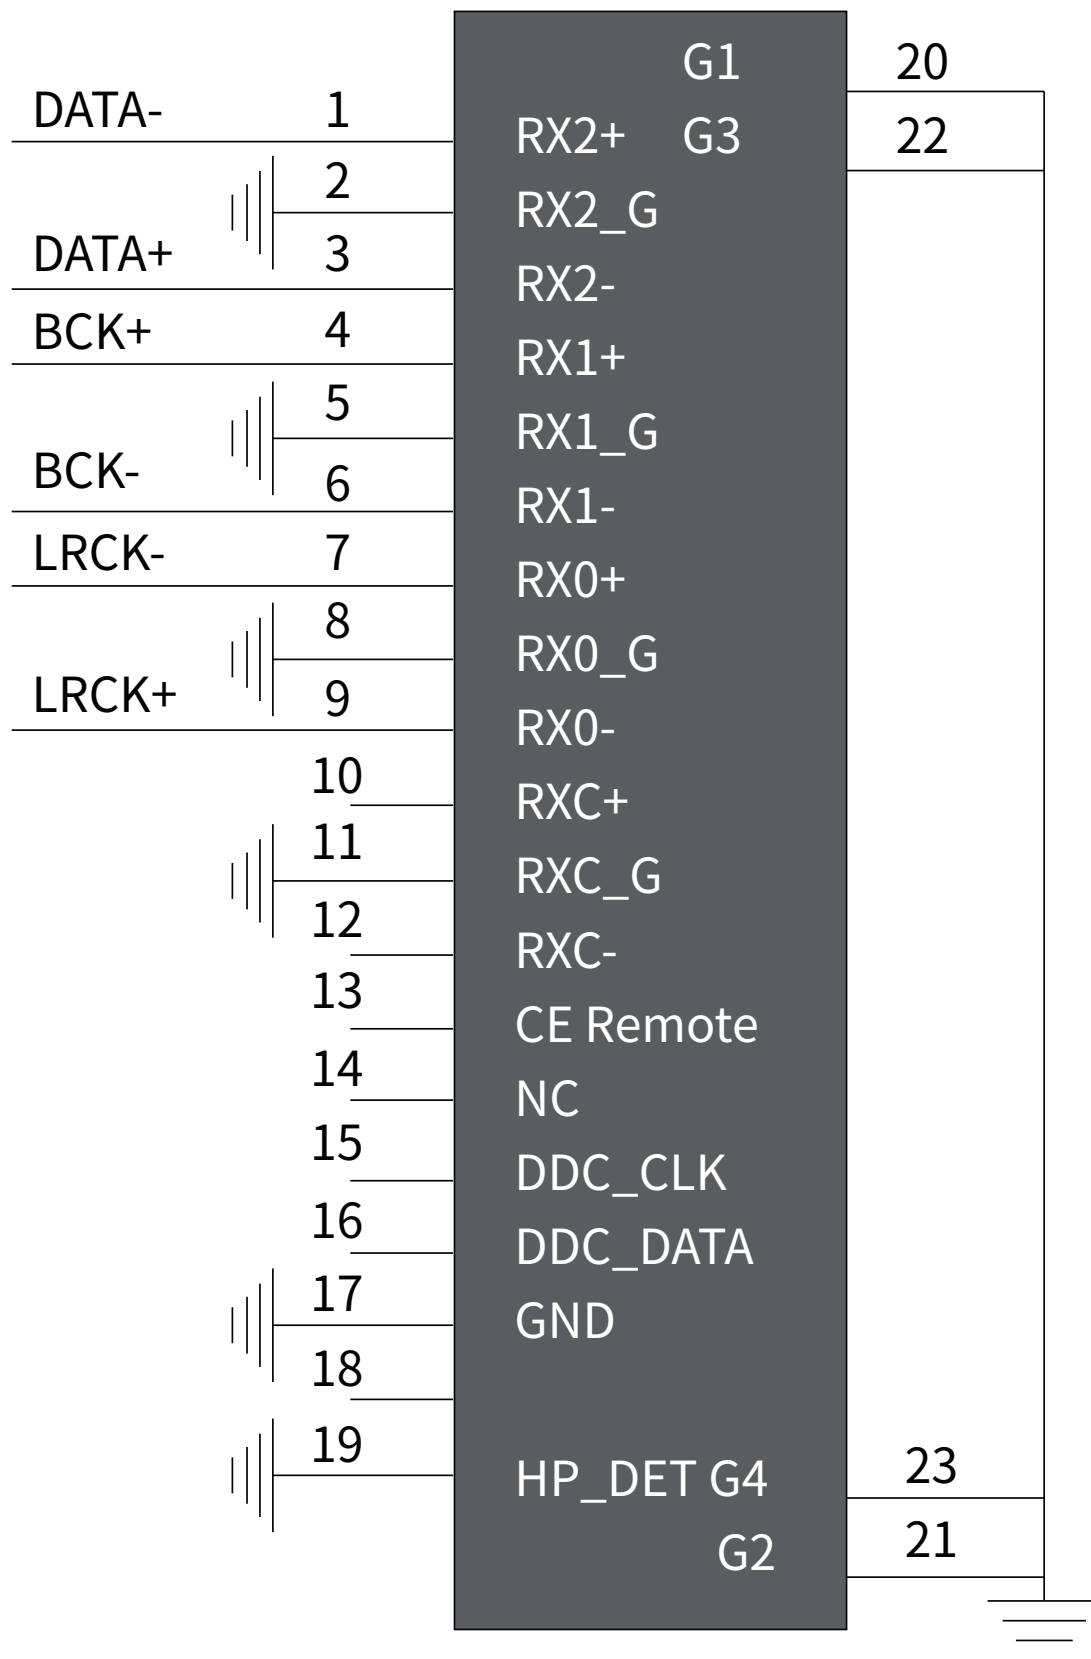 G1 20
DATA- 1 RX2+ G3 22
2 RX2_G
DATA+ 3 RX2-
BCK+ 4 RX1+
5 RX1_G
BCK- 6 RX1-
LRCK- 7 RX0+
8 RX0_G
LRCK+ 9 RX0-
10 RXC+
11 RXC_G
12 RXC-
13 CE Remote
14 NC
15 DDC_CLK
16 DDC_DATA
17 GND
18
19 HP_DET G4 23
G2 21